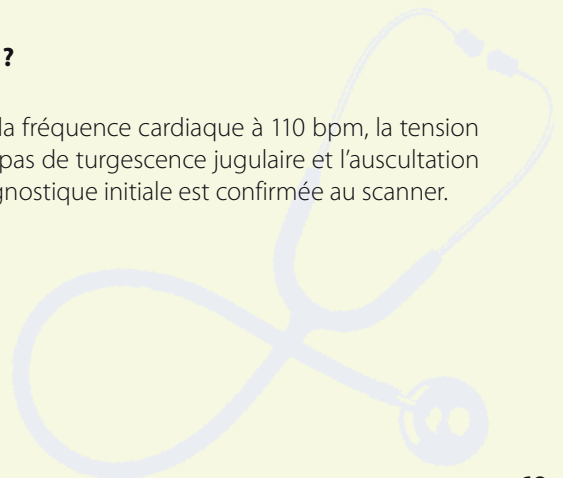 ?
la fréquence cardiaque à 110 bpm, la tension
pas de turgescence jugulaire et l’auscultation
gnostique initiale est confirmée au scanner.